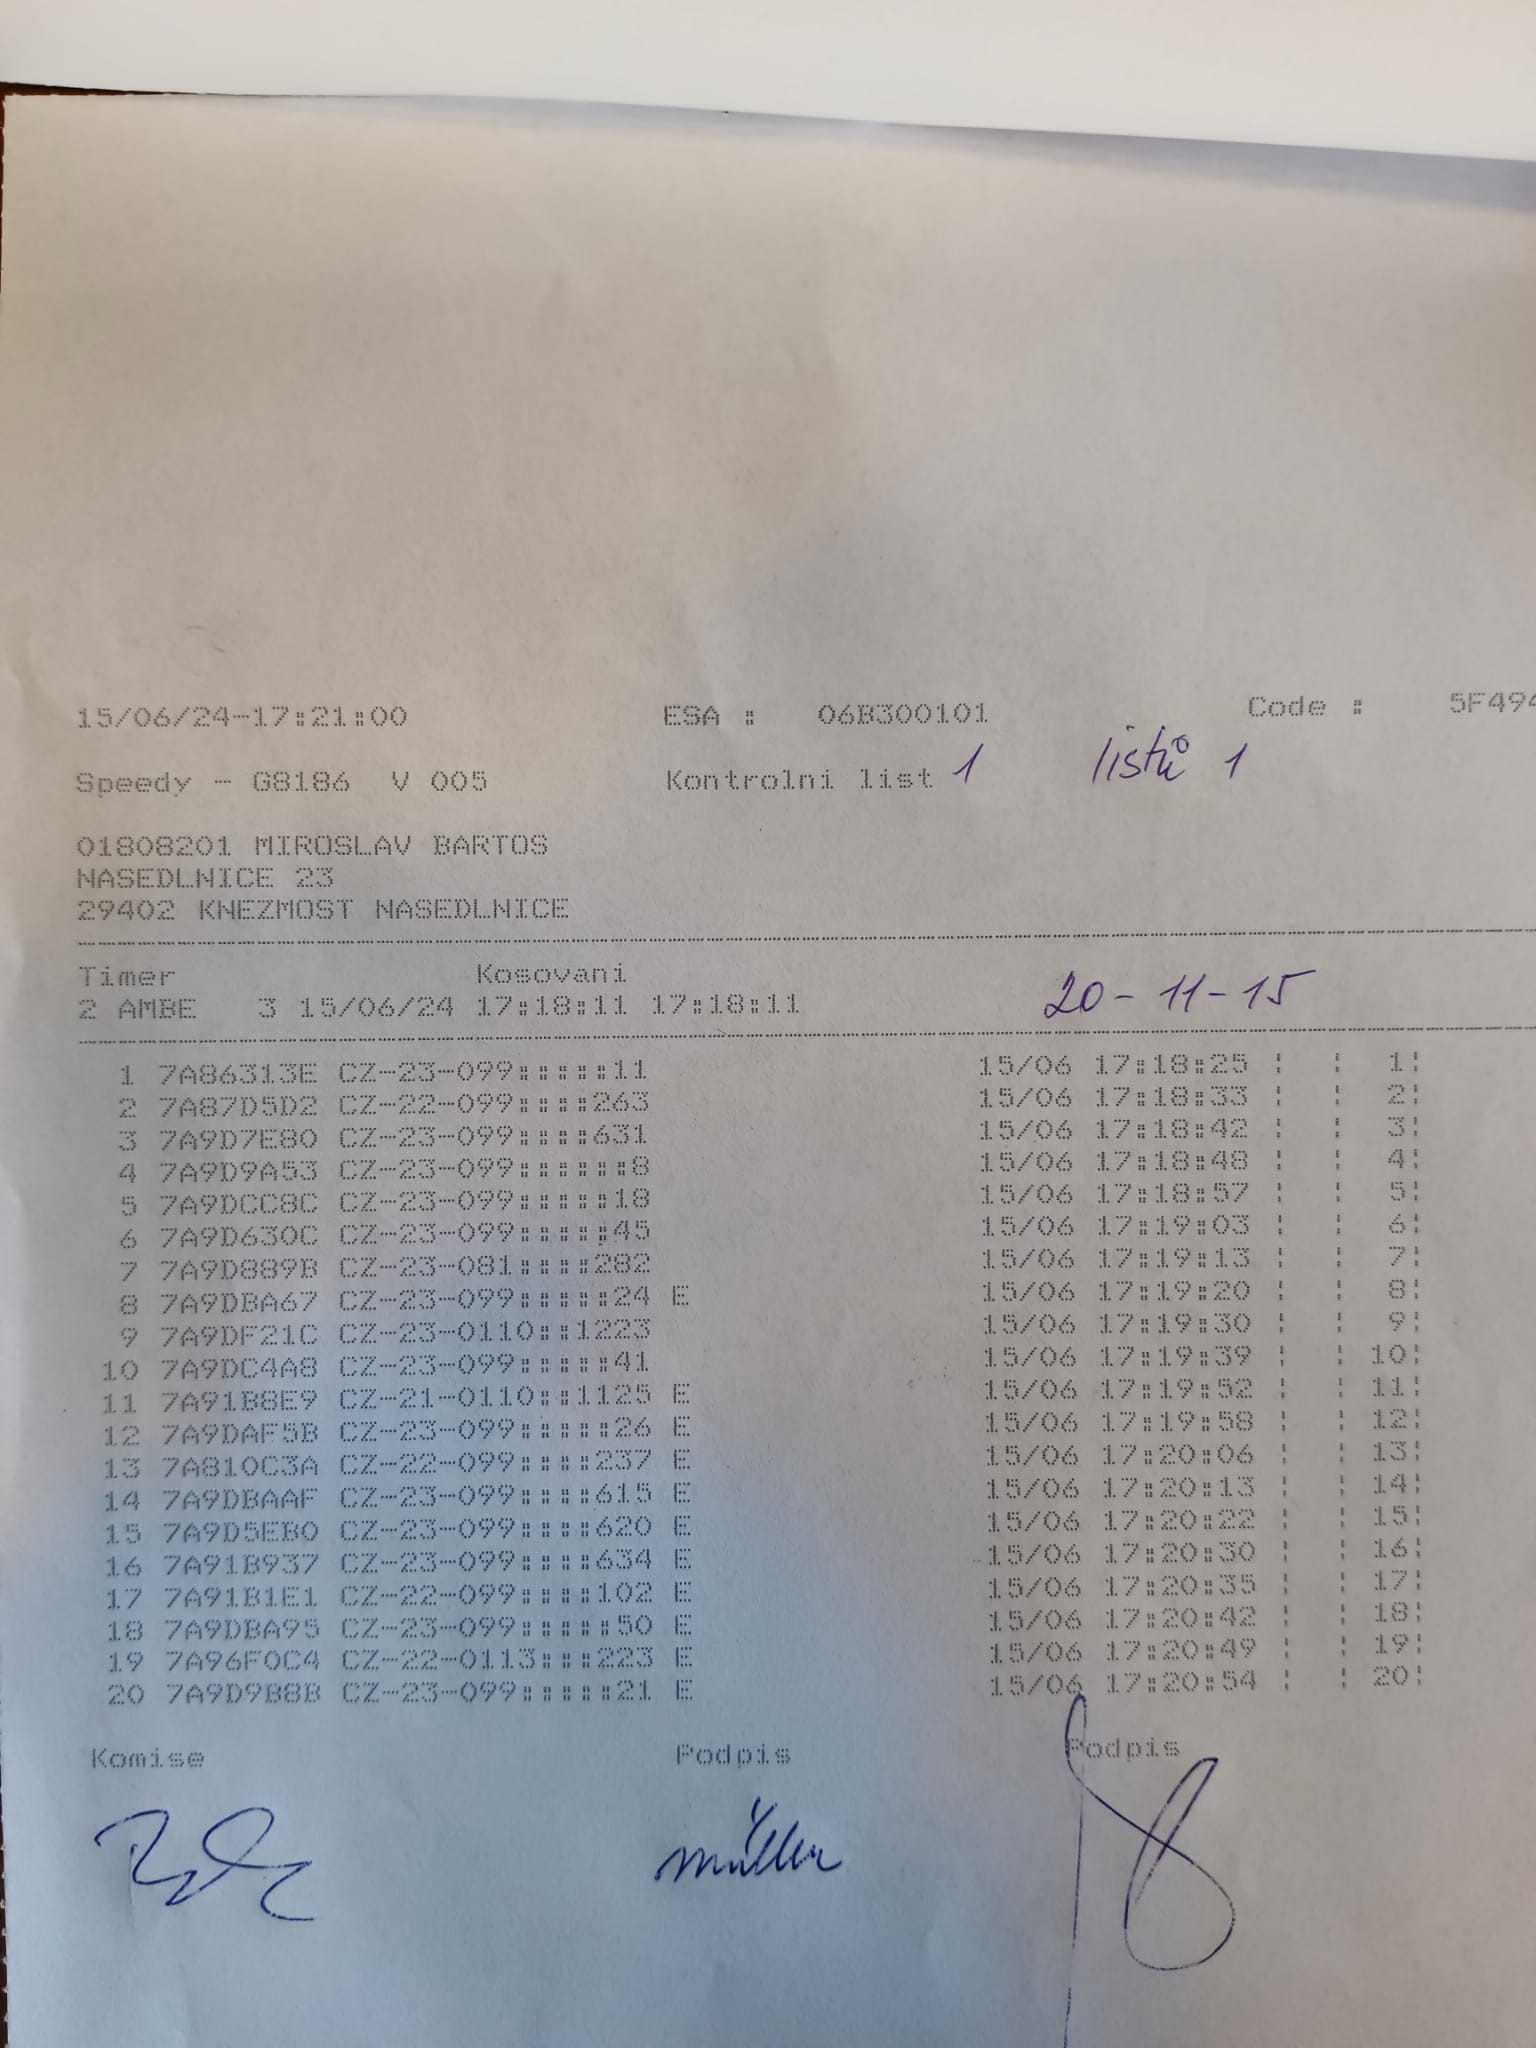 15/06/24-17:21:00 ESA : 06B300101 Code : 5F494
Speedy - G8186 V 005 Kontrolni list 1 listů 1
01808201 MIROSLAV BARTOS
NASEDLNICE 23
29402 KNEZMOST NASEDLNICE
Timer Kosovani
2 AMBE 3 15/06/24 17:18:11 17:18:11 20-11-15
1 7A86313E CZ-23-099:::::11 15/06 17:18:25 ¦ ¦ 1¦
2 7A87D5D2 CZ-22-099::::263 15/06 17:18:33 ¦ ¦ 2¦
3 7A9D7E80 CZ-23-099::::631 15/06 17:18:42 ¦ ¦ 3¦
4 7A9D9A53 CZ-23-099::::::8 15/06 17:18:48 ¦ ¦ 4¦
5 7A9DCC8C CZ-23-099:::::18 15/06 17:18:57 ¦ ¦ 5¦
6 7A9D630C CZ-23-099:::::45 15/06 17:19:03 ¦ ¦ 6¦
7 7A9D889B CZ-23-081::::282 15/06 17:19:13 ¦ ¦ 7¦
8 7A9DBA67 CZ-23-099:::::24 E 15/06 17:19:20 ¦ ¦ 8¦
9 7A9DF21C CZ-23-0110::1223 15/06 17:19:30 ¦ ¦ 9¦
10 7A9DC4A8 CZ-23-099:::::41 15/06 17:19:39 ¦ ¦ 10¦
11 7A91B8E9 CZ-21-0110::1125 E 15/06 17:19:52 ¦ ¦ 11¦
12 7A9DAF5B CZ-23-099:::::26 E 15/06 17:19:58 ¦ ¦ 12¦
13 7A810C3A CZ-22-099::::237 E 15/06 17:20:06 ¦ ¦ 13¦
14 7A9DBAAF CZ-23-099::::615 E 15/06 17:20:13 ¦ ¦ 14¦
15 7A9D5EB0 CZ-23-099::::620 E 15/06 17:20:22 ¦ ¦ 15¦
16 7A91B937 CZ-23-099::::634 E 15/06 17:20:30 ¦ ¦ 16¦
17 7A91B1E1 CZ-22-099::::102 E 15/06 17:20:35 ¦ ¦ 17¦
18 7A9DBA95 CZ-23-099:::::50 E 15/06 17:20:42 ¦ ¦ 18¦
19 7A96F0C4 CZ-22-0113:::223 E 15/06 17:20:49 ¦ ¦ 19¦
20 7A9D9B8B CZ-23-099:::::21 E 15/06 17:20:54 ¦ ¦ 20¦
Komise Podpis Podpis
Müller